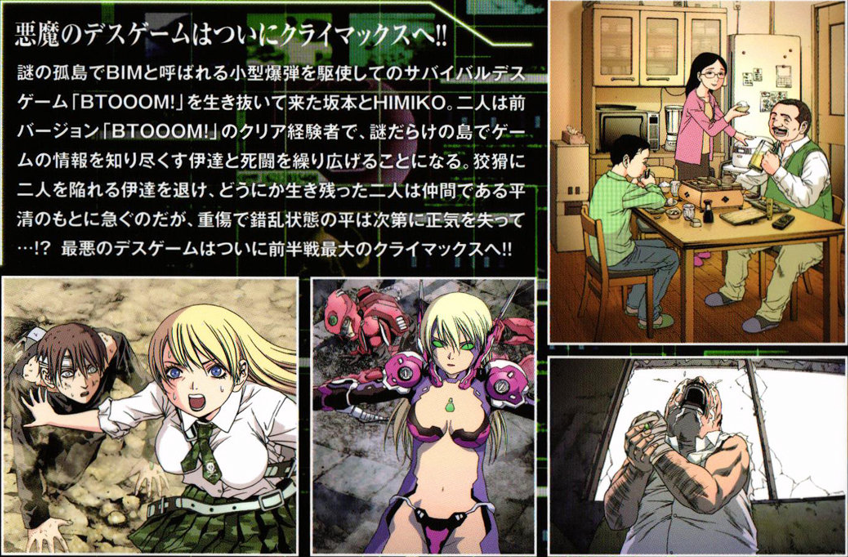 悪魔のデスゲームはついにクライマックスへ!!
謎の孤島でBIMと呼ばれる小型爆弾を駆使してのサバイバルデス
ゲーム「BTOOOM!」を生き抜いて来た坂本とHIMIKO。二人は前
バージョン「BTOOOM!」のクリア経験者で、謎だらけの島でゲー
ムの情報を知り尽くす伊達と死闘を繰り広げることになる。狡猾に
二人を陥れる伊達を退け、どうにか生き残った二人は仲間である平
清のもとに急ぐのだが、重傷で錯乱状態の平は次第に正気を失って
…!? 最悪のデスゲームはついに前半戦最大のクライマックスへ!!